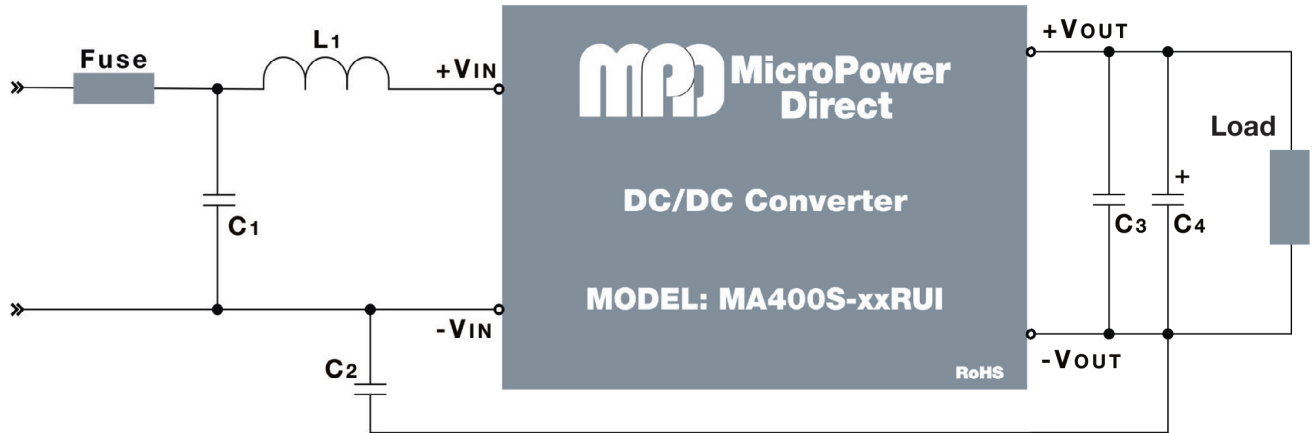 Fuse
L1
+VIN
C1
-VIN
C2
MPD MicroPower
Direct
DC/DC Converter
MODEL: MA400S-xxRUI
RoHS
+VOUT
Load
+
C3
C4
-VOUT